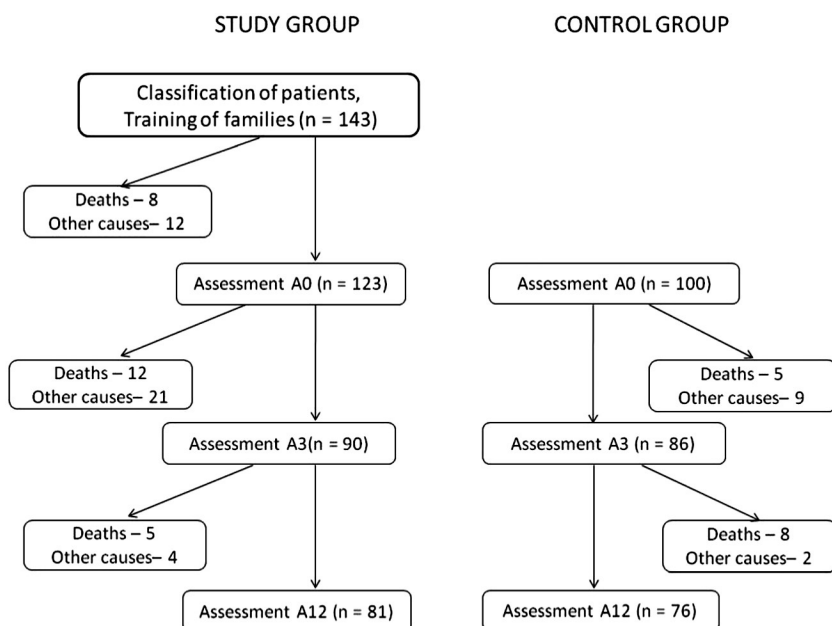 STUDY GROUP
CONTROL GROUP
Classification of patients,
Training of families (n = 143)
Deaths – 8
Other causes– 12
Assessment A0 (n = 123)
Assessment A0 (n = 100)
Deaths – 12
Other causes– 21
Deaths – 5
Other causes– 9
Assessment A3(n = 90)
Assessment A3 (n = 86)
Deaths – 5
Other causes– 4
Deaths – 8
Other causes– 2
Assessment A12 (n = 81)
Assessment A12 (n = 76)